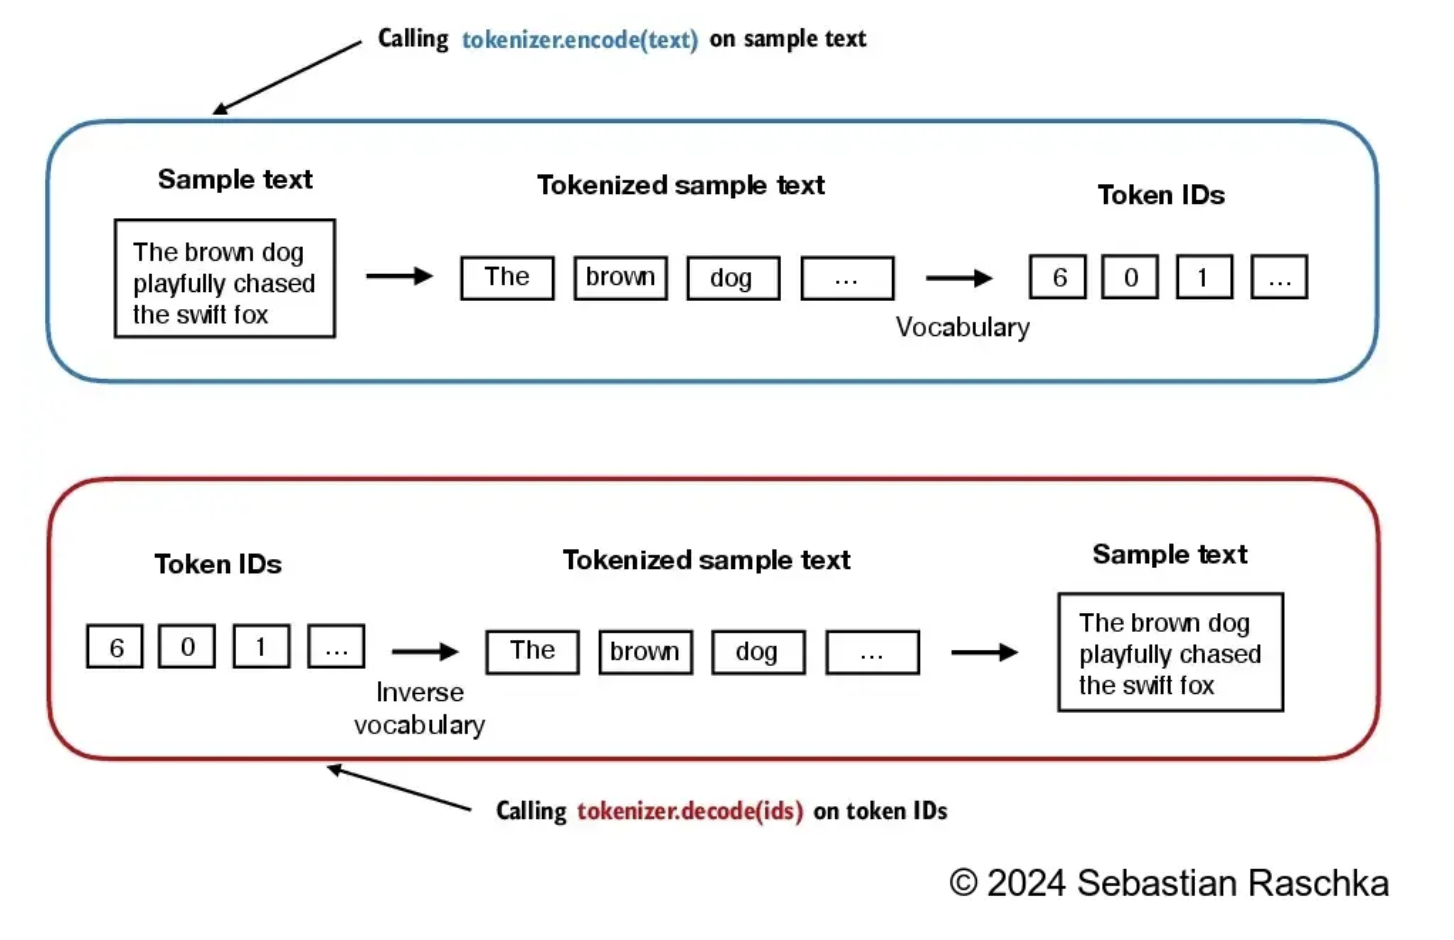 Calling tokenizer.encode(text) on sample text
Sample text
Tokenized sample text
Token IDs
The brown dog
playfully chased
the swift fox
The brown dog ...
6 0 1 ...
Vocabulary
Token IDs
Tokenized sample text
Sample text
6 0 1 ...
Inverse
vocabulary
The brown dog ...
The brown dog
playfully chased
the swift fox
Calling tokenizer.decode(ids) on token IDs
© 2024 Sebastian Raschka